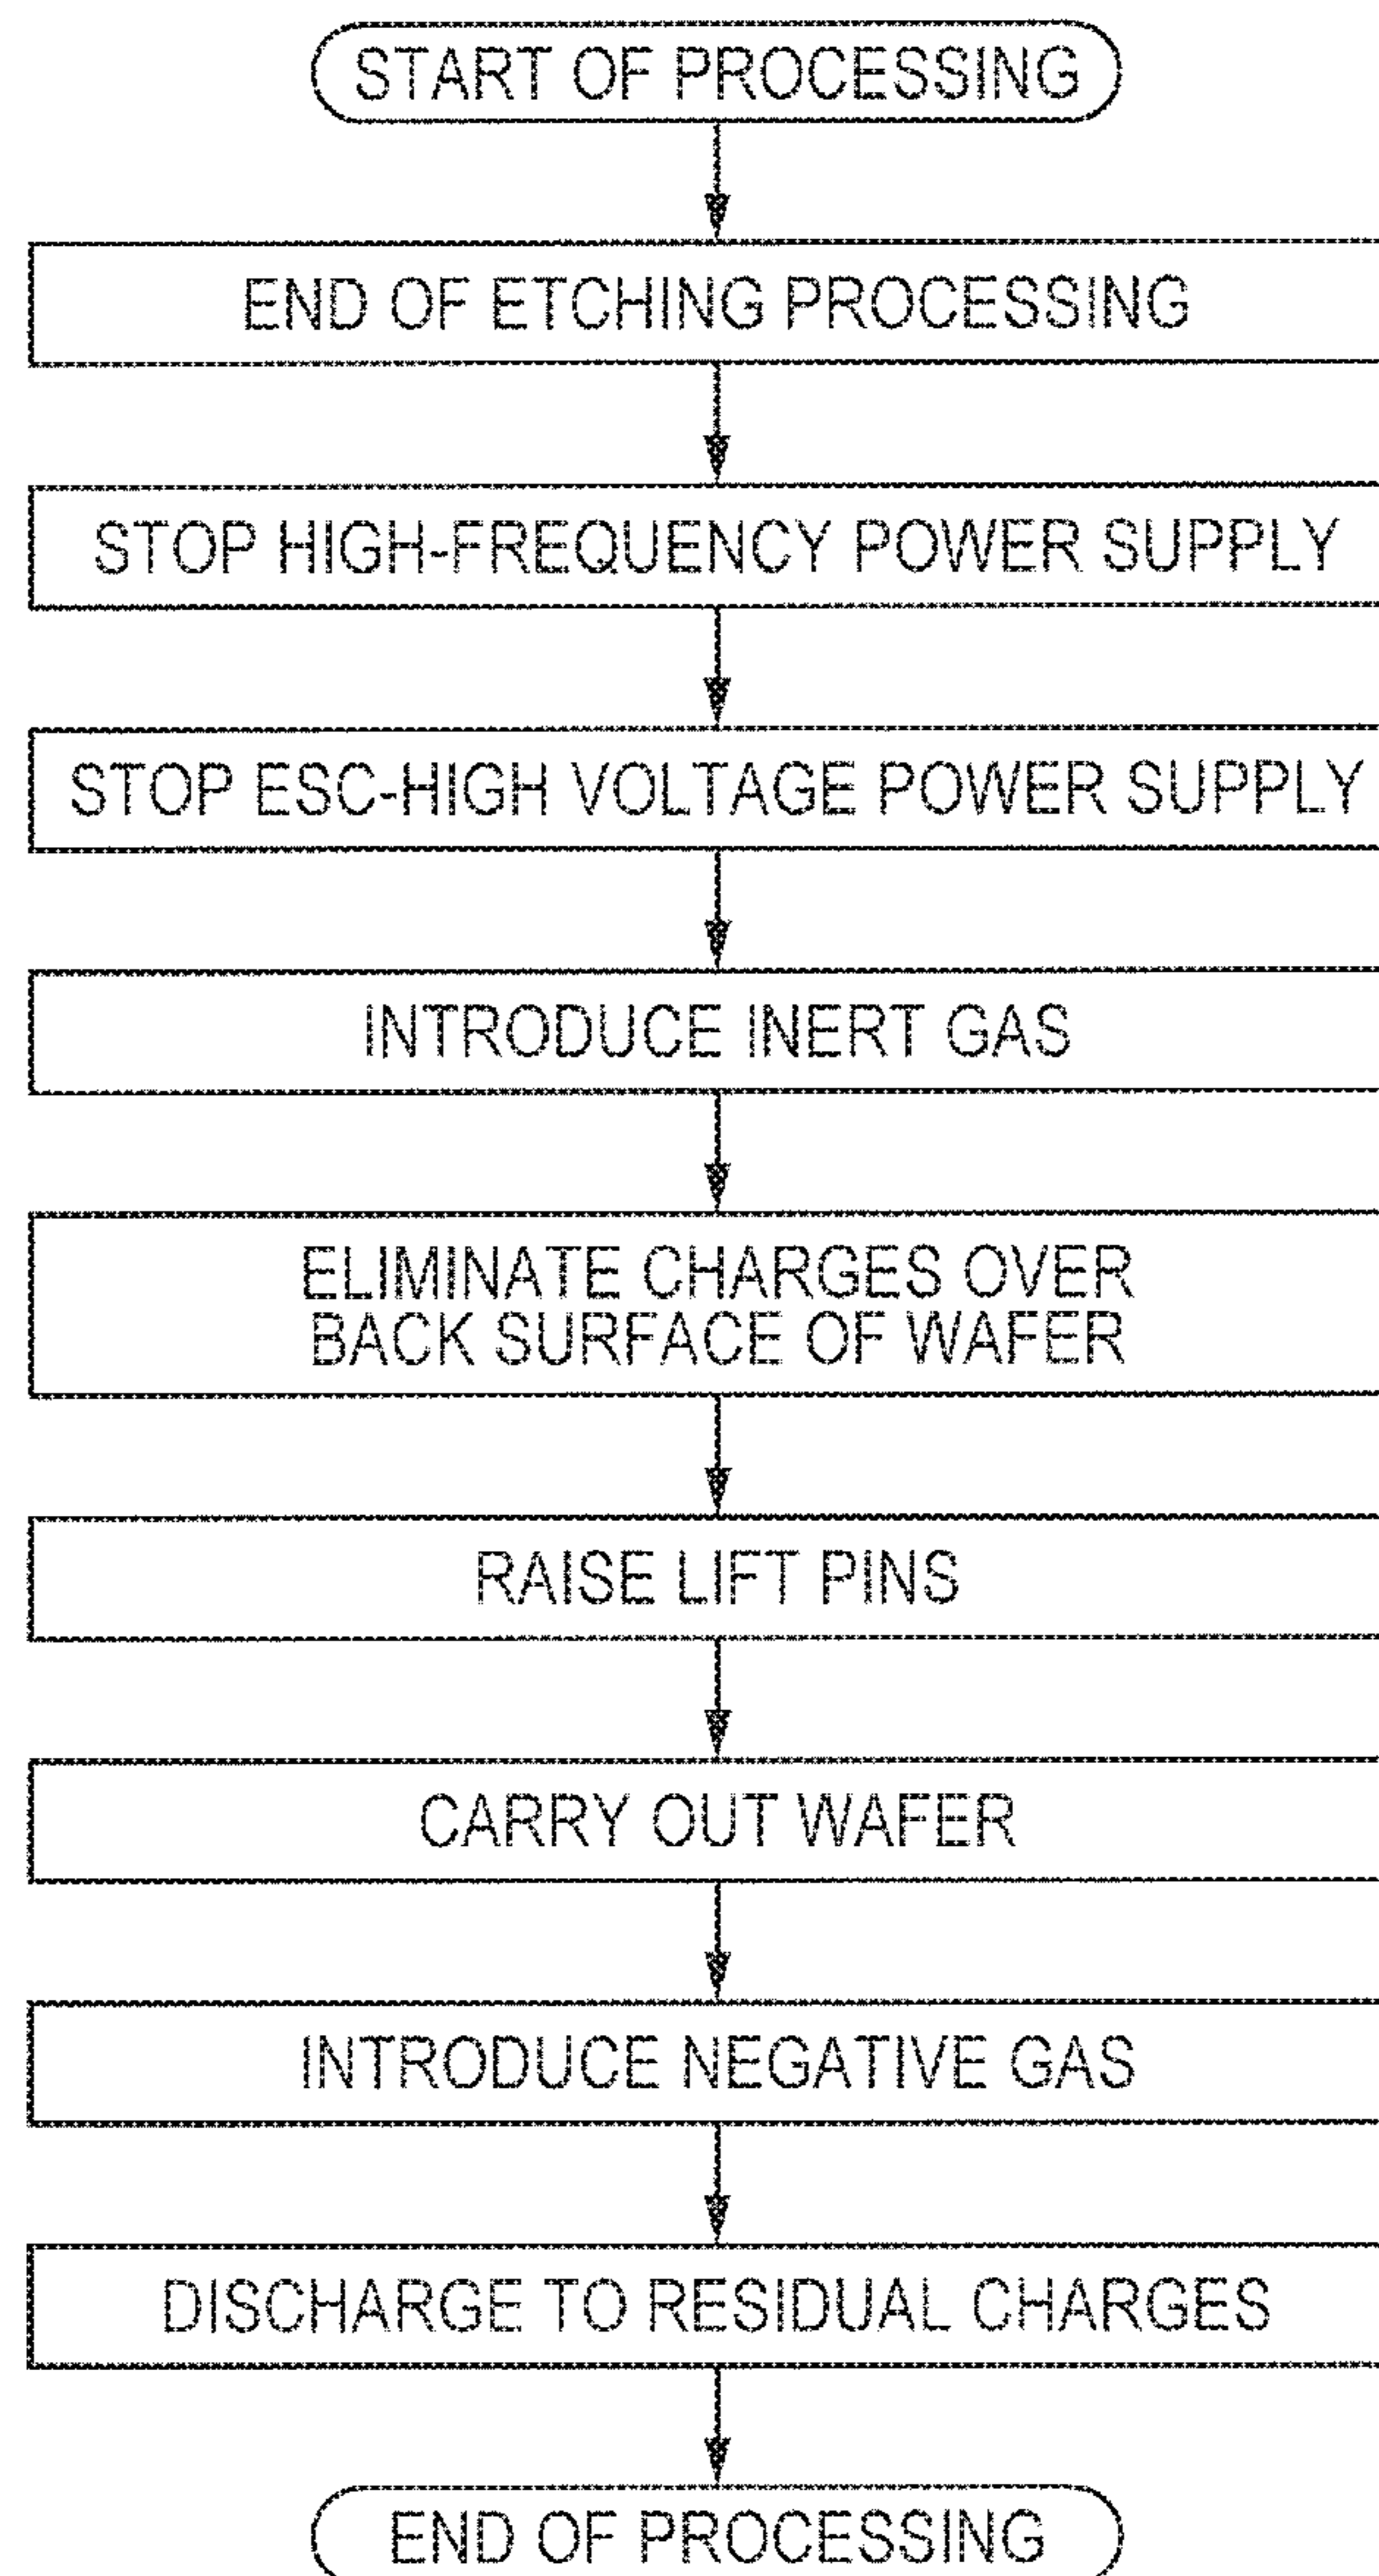 START OF PROCESSING
END OF ETCHING PROCESSING
STOP HIGH-FREQUENCY POWER SUPPLY
STOP ESC-HIGH VOLTAGE POWER SUPPLY
INTRODUCE INERT GAS
ELIMINATE CHARGES OVER
BACK SURFACE OF WAFER
RAISE LIFT PINS
CARRY OUT WAFER
INTRODUCE NEGATIVE GAS
DISCHARGE TO RESIDUAL CHARGES
END OF PROCESSING